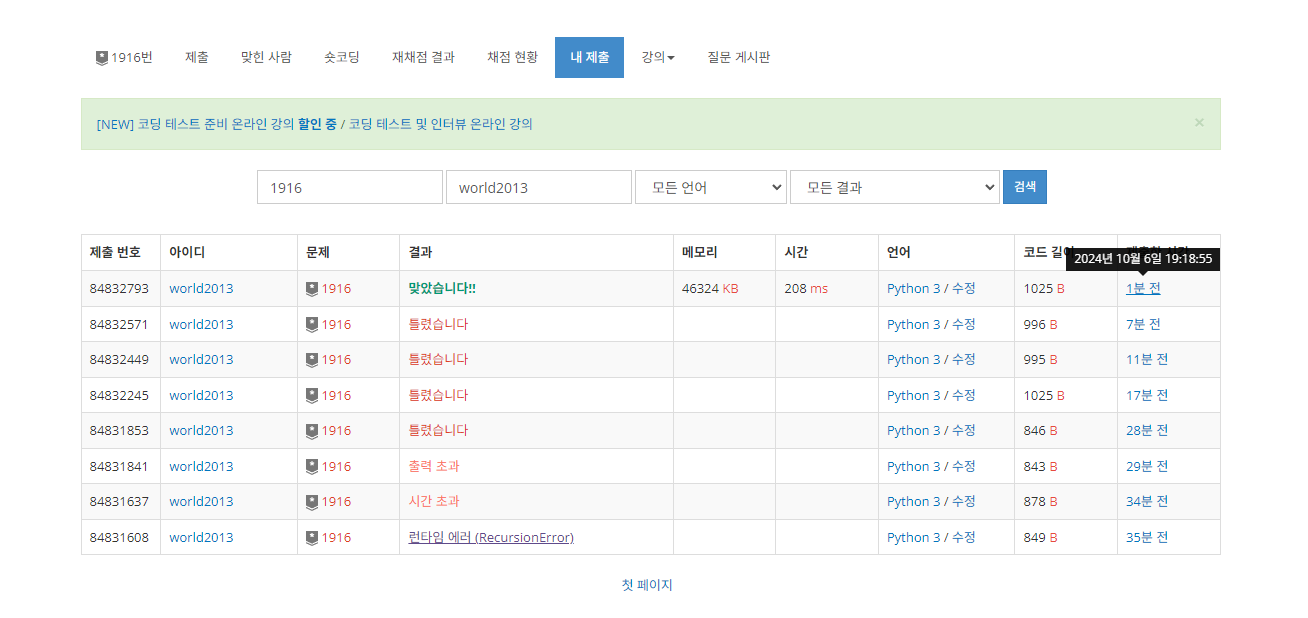 1916번 제출 맞힌 사람 숏코딩 재채점 결과 채점 현황 내 제출 강의 질문 게시판
[NEW] 코딩 테스트 준비 온라인 강의 할인 중 / 코딩 테스트 및 인터뷰 온라인 강의 ×
1916 world2013 모든 언어 모든 결과 검색
제출 번호 아이디 문제 결과 메모리 시간 언어 코드 길이
2024년 10월 6일 19:18:55
84832793 world2013 1916 맞았습니다!! 46324 KB 208 ms Python 3 / 수정 1025 B 1분 전
84832571 world2013 1916 틀렸습니다 Python 3 / 수정 996 B 7분 전
84832449 world2013 1916 틀렸습니다 Python 3 / 수정 995 B 11분 전
84832245 world2013 1916 틀렸습니다 Python 3 / 수정 1025 B 17분 전
84831853 world2013 1916 틀렸습니다 Python 3 / 수정 846 B 28분 전
84831841 world2013 1916 출력 초과 Python 3 / 수정 843 B 29분 전
84831637 world2013 1916 시간 초과 Python 3 / 수정 878 B 34분 전
84831608 world2013 1916 런타임 에러 (RecursionError) Python 3 / 수정 849 B 35분 전
첫 페이지